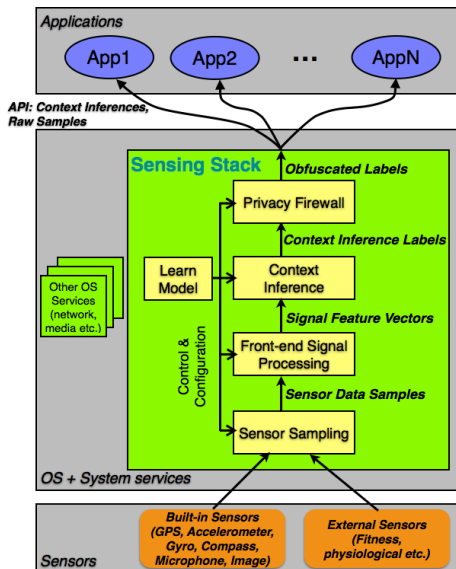 Applications
App1
App2
...
AppN
API: Context Inferences,
Raw Samples
Sensing Stack
Obfuscated Labels
Privacy Firewall
Context Inference Labels
Learn
Model
Context
Inference
Other OS
Services
(network,
media etc.)
Signal Feature Vectors
Control &
Configuration
Front-end Signal
Processing
Sensor Data Samples
Sensor Sampling
OS + System services
Built-in Sensors
(GPS, Accelerometer,
Gyro, Compass,
Microphone, Image)
External Sensors
(Fitness,
physiological etc.)
Sensors